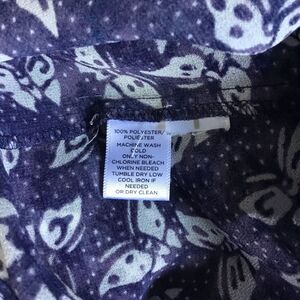 100% POLYESTER/
POLIESTER
MACHINE WASH
COLD
ONLY NON-
CHLORINE BLEACH
WHEN NEEDED
TUMBLE DRY LOW
COOL IRON IF
NEEDED
OR DRY CLEAN